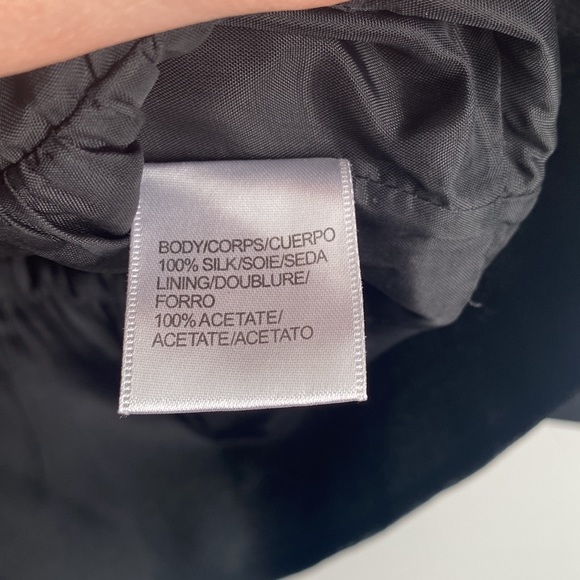 BODY/CORPS/CUERPO
100% SILK/SOIE/SEDA
LINING/DOUBLURE/
FORRO
100% ACETATE/
ACETATE/ACETATO